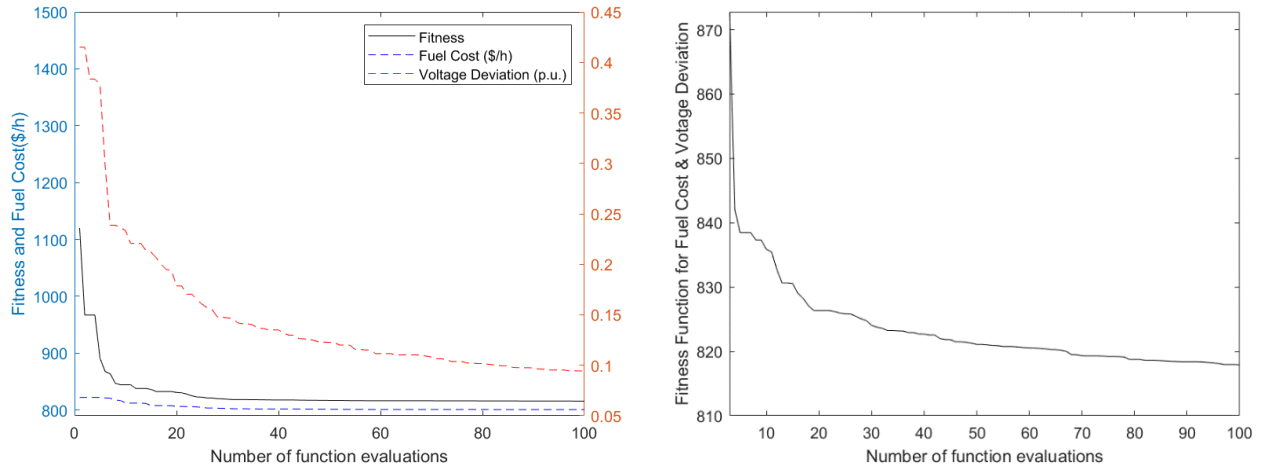 1500
1400
1300
1200
1100
1000
900
800
Fitness and Fuel Cost($/h)
0.45
0.4
0.35
0.3
0.25
0.2
0.15
0.1
0.05
Fitness
Fuel Cost ($/h)
Voltage Deviation (p.u.)
0 20 40 60 80 100
Number of function evaluations
870
860
850
840
830
820
810
Fitness Function for Fuel Cost & Votage Deviation
10 20 30 40 50 60 70 80 90 100
Number of function evaluations